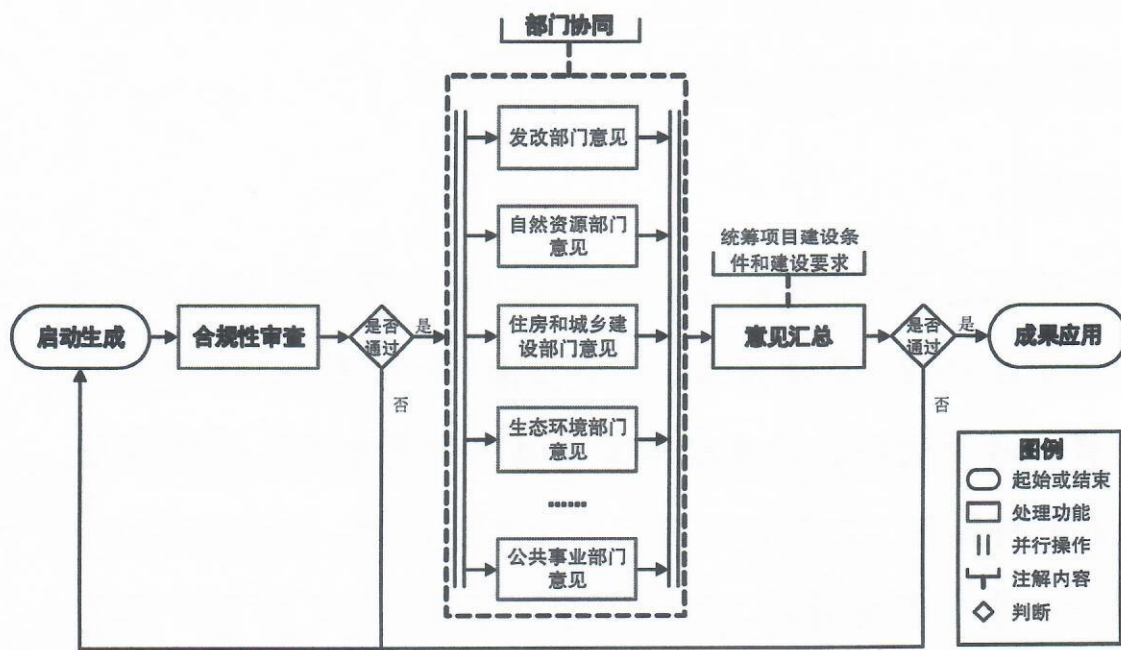 部门协同
发改部门意见
自然资源部门
意见
统筹项目建设条
件和建设要求
启动生成
合规性审查
是否
通过
是
住房和城乡建
设部门意见
意见汇总
是否
通过
是
成果应用
否
否
生态环境部门
意见
……
公共事业部门
意见
图例
起始或结束
处理功能
并行操作
注解内容
判断